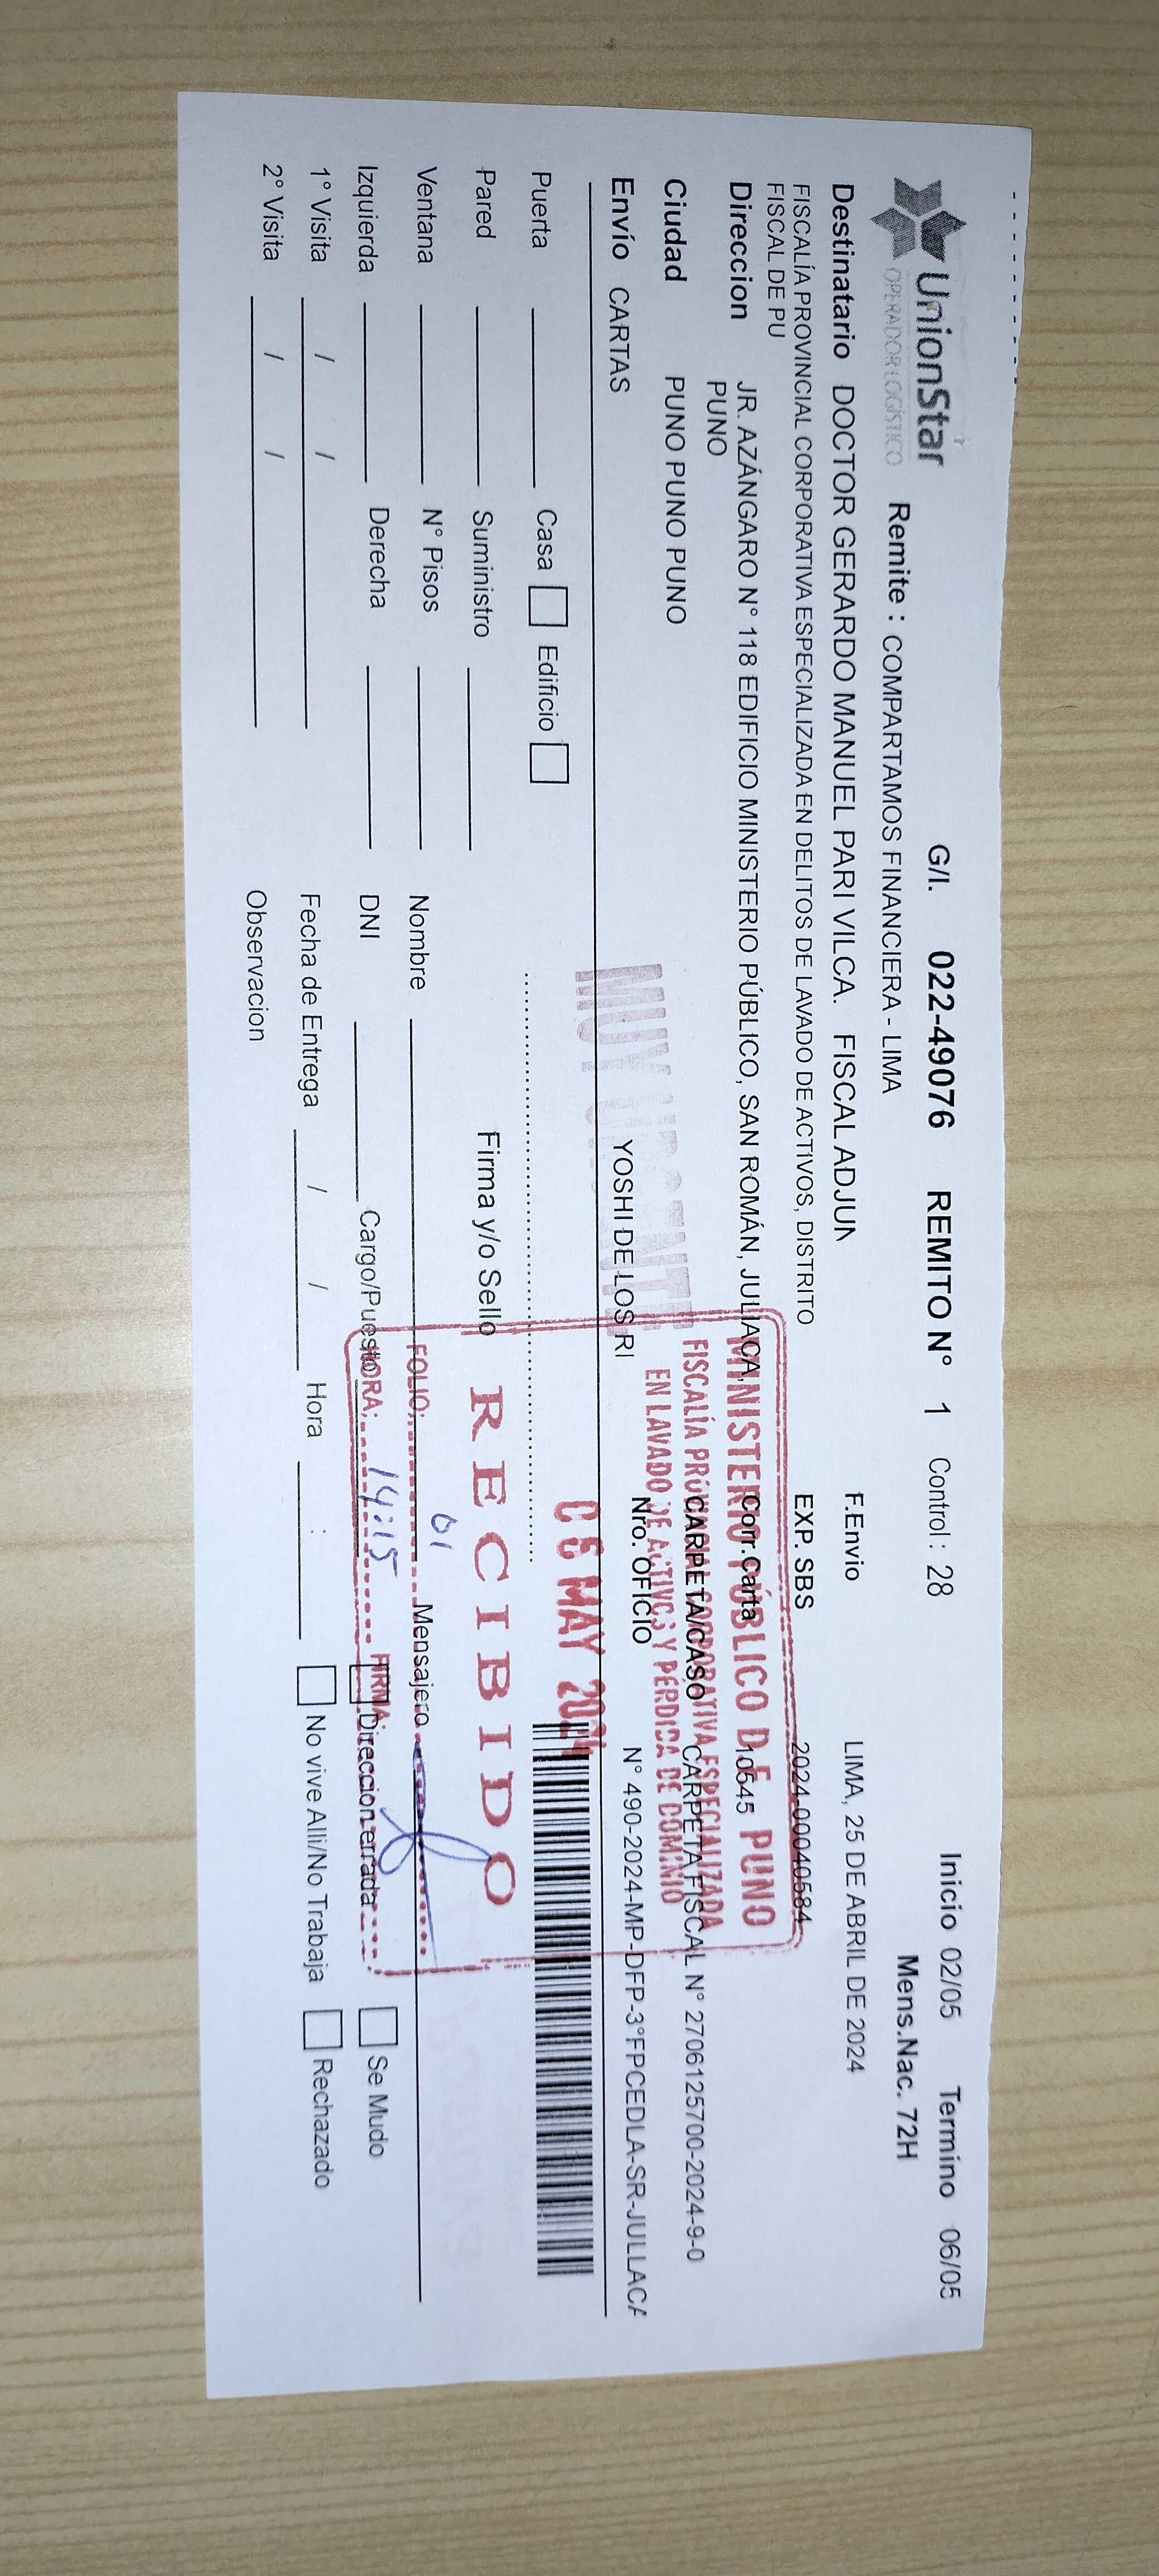 UnionStar
OPERADOR LOGÍSTICO
G/I. 022-49076 REMITO N° 1 Control : 28 Inicio 02/05 Termino 06/05
Remite : COMPARTAMOS FINANCIERA - LIMA Mens.Nac. 72H
Destinatario DOCTOR GERARDO MANUEL PARI VILCA. FISCAL ADJUN
F.Envio LIMA, 25 DE ABRIL DE 2024
FISCALÍA PROVINCIAL CORPORATIVA ESPECIALIZADA EN DELITOS DE LAVADO DE ACTIVOS, DISTRITO
FISCAL DE PU
EXP. SBS 2024-00040584
Direccion JR. AZÁNGARO N° 118 EDIFICIO MINISTERIO PÚBLICO, SAN ROMÁN, JULIACA,
PUNO
Corr.Carta 10645
Ciudad PUNO PUNO PUNO
CARPETA/CASO CARPETA FISCAL N° 2706125700-2024-9-0
Envío CARTAS YOSHI DE LOS RI
Nro. OFICIO N° 490-2024-MP-DFP-3°FPCEDLA-SR-JULLACA
MUY URGENTE
MINISTERIO PÚBLICO DE PUNO
FISCALÍA PROVINCIAL CORPORATIVA ESPECIALIZADA
EN LAVADO DE ACTIVOS Y PÉRDIDA DE DOMINIO
06 MAY 2024
RECIBIDO
FOLIO: 01
HORA: 14:15 FIRMA:
Puerta Casa Edificio
Pared Suministro Firma y/o Sello
Ventana N° Pisos Nombre Mensajero
Izquierda Derecha DNI Cargo/Puesto Direccion errada Se Mudo
1° Visita / / Fecha de Entrega / / Hora : No vive Alli/No Trabaja Rechazado
2° Visita / / Observacion